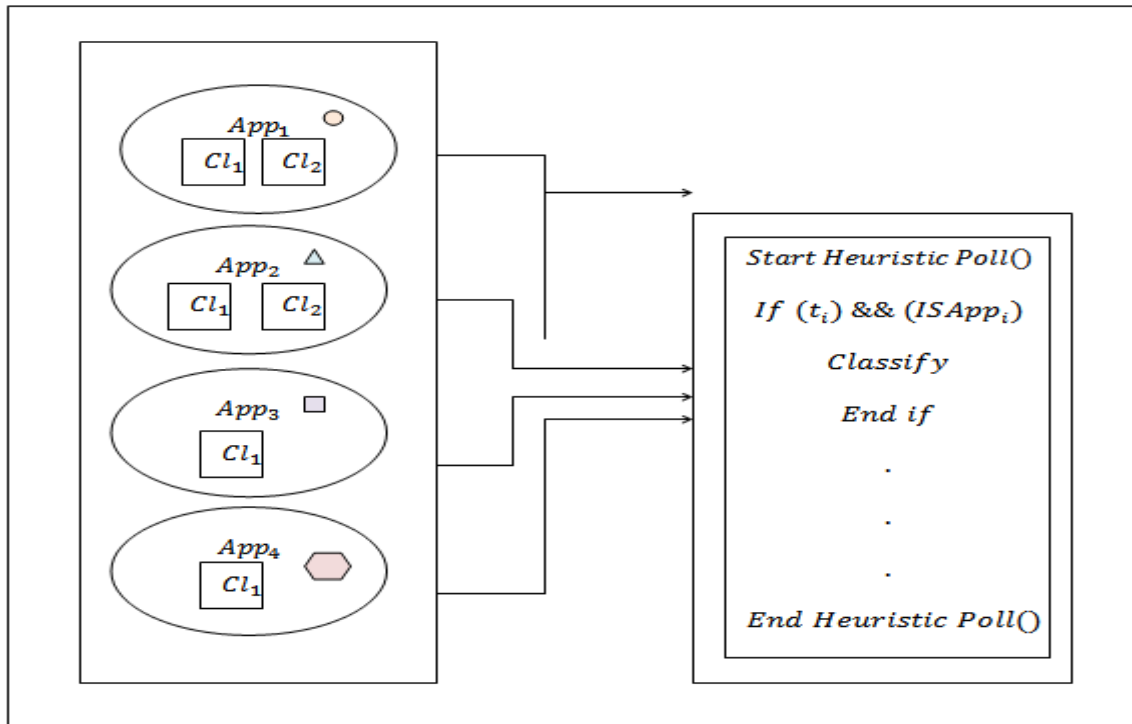 App₁
Cl₁ Cl₂
App₂
Cl₁ Cl₂
App₃
Cl₁
App₄
Cl₁
Start Heuristic Poll()
If (tᵢ) && (ISAppᵢ)
Classify
End if
.
.
.
End Heuristic Poll()